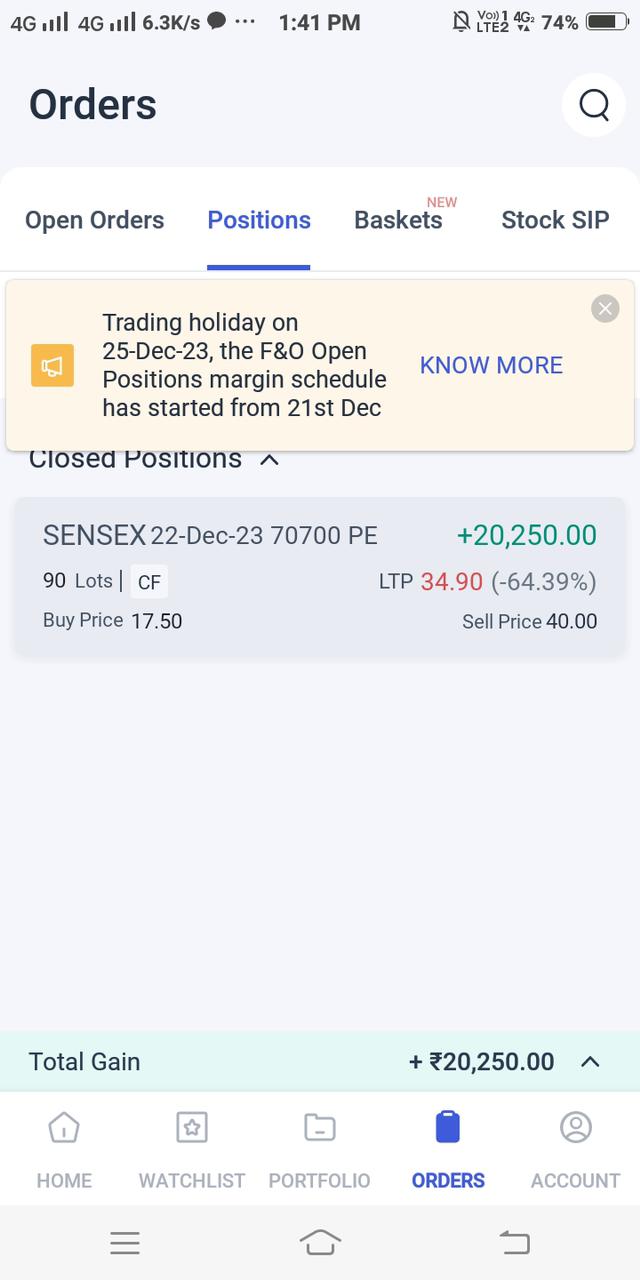 4G 4G 6.3K/s ... 1:41 PM Vo)) 1 LTE2 4G2 74%
Orders
Open Orders Positions Baskets NEW Stock SIP
Trading holiday on
25-Dec-23, the F&O Open
Positions margin schedule
has started from 21st Dec
KNOW MORE
Closed Positions
SENSEX 22-Dec-23 70700 PE +20,250.00
90 Lots | CF LTP 34.90 (-64.39%)
Buy Price 17.50 Sell Price 40.00
Total Gain + ₹20,250.00
HOME WATCHLIST PORTFOLIO ORDERS ACCOUNT